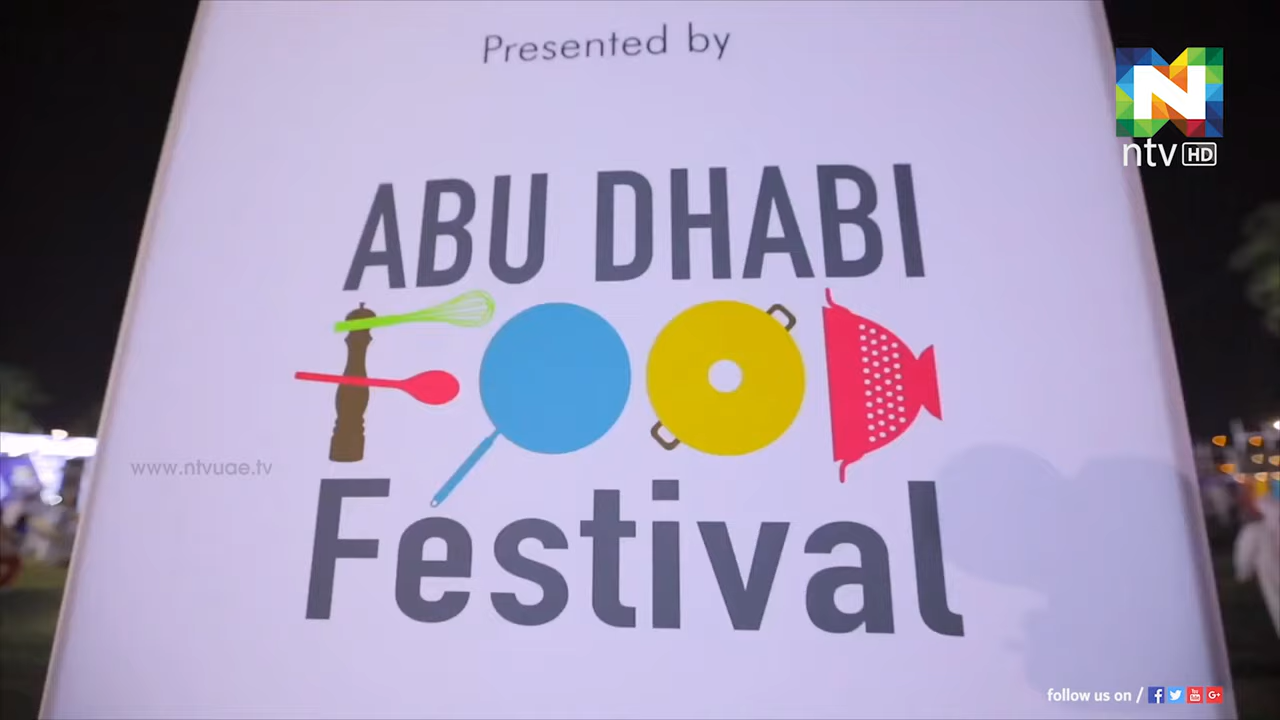 Presented by
N
ntv HD
ABU DHABI
FOOD
Festival
www.ntvuae.tv
follow us on /